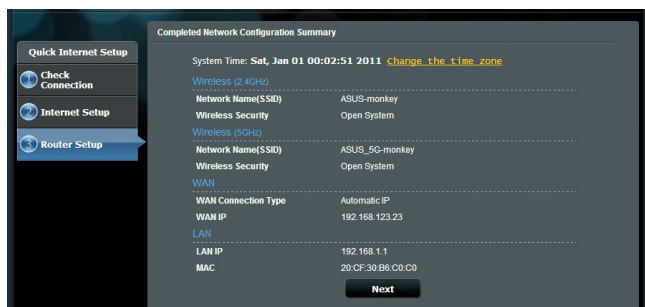 Completed Network Configuration Summary
Quick Internet Setup
1 Check Connection
2 Internet Setup
3 Router Setup
System Time: Sat, Jan 01 00:02:51 2011 Change the time zone
Wireless (2.4GHz)
Network Name(SSID) ASUS-monkey
Wireless Security Open System
Wireless (5GHz)
Network Name(SSID) ASUS_5G-monkey
Wireless Security Open System
WAN
WAN Connection Type Automatic IP
WAN IP 192.168.123.23
LAN
LAN IP 192.168.1.1
MAC 20:CF:30:B6:C0:C0
Next